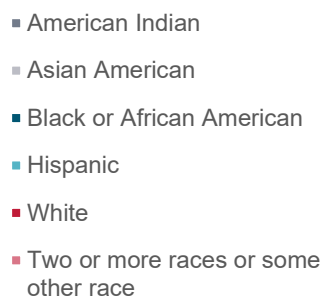 American Indian
Asian American
Black or African American
Hispanic
White
Two or more races or some
other race